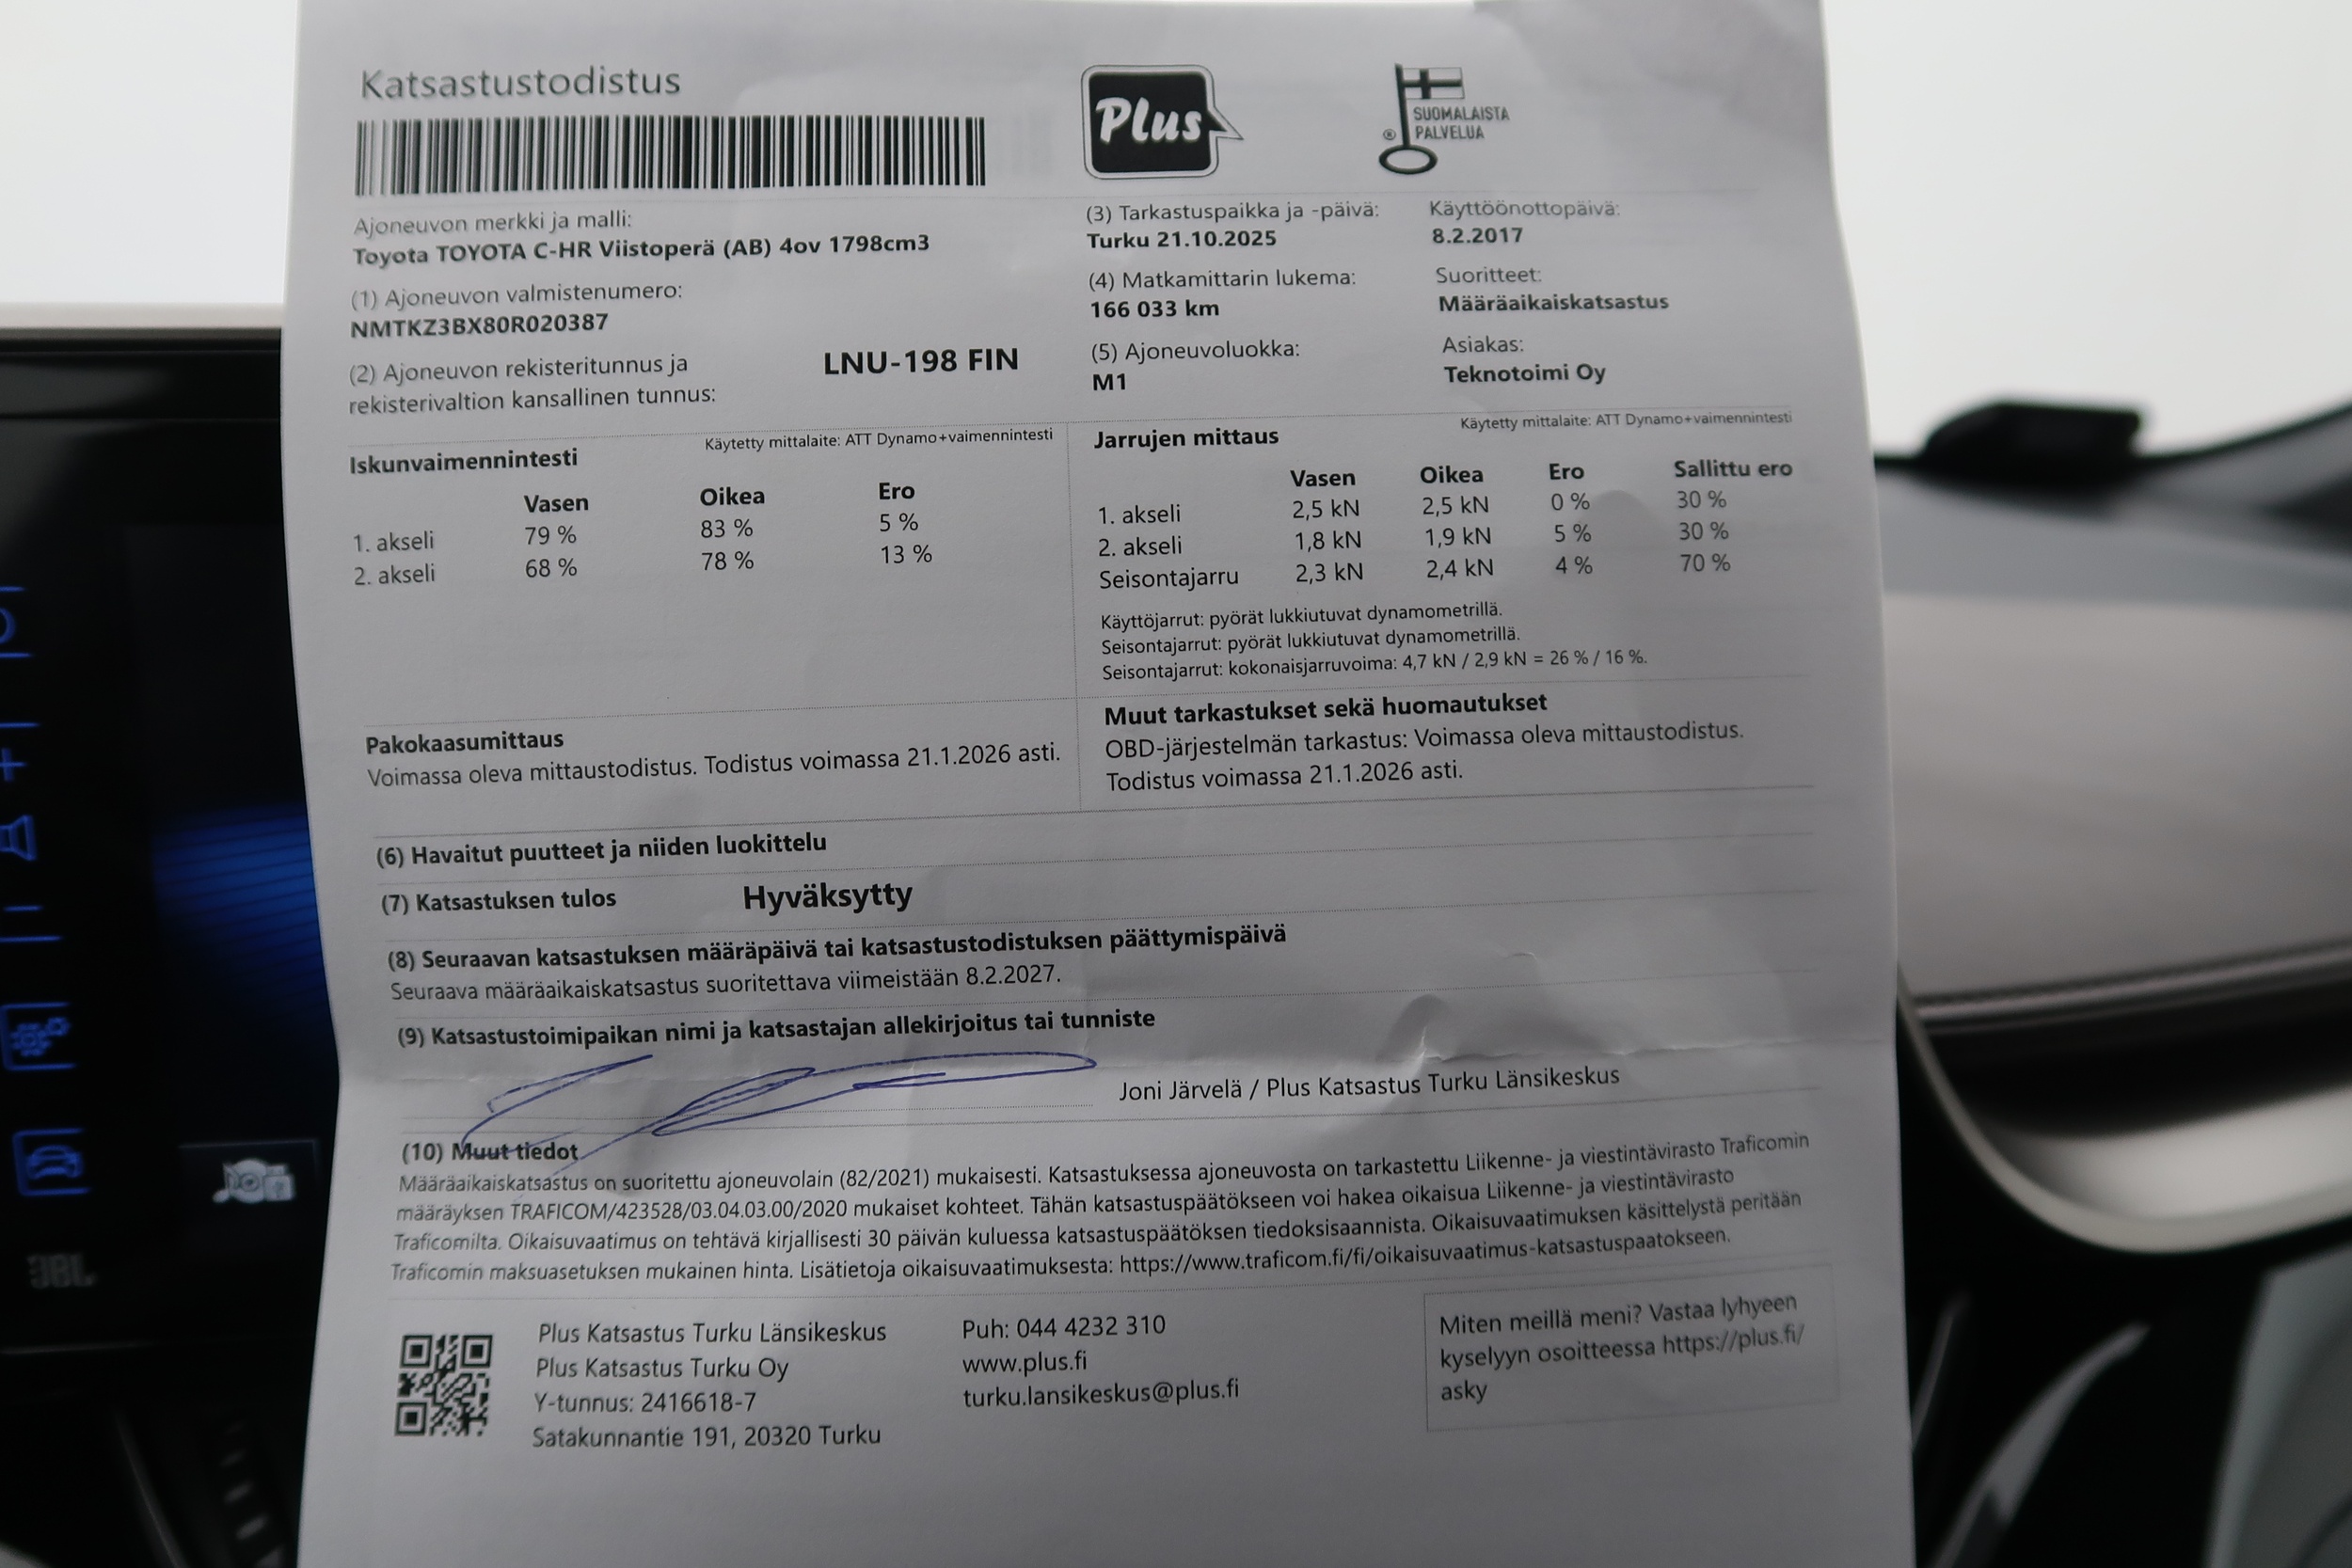 Katsastustodistus
Plus
SUOMALAISTA
® PALVELUA
Ajoneuvon merkki ja malli:
Toyota TOYOTA C-HR Viistoperä (AB) 4ov 1798cm3
(1) Ajoneuvon valmistenumero:
NMTKZ3BX80R020387
(2) Ajoneuvon rekisteritunnus ja
rekisterivaltion kansallinen tunnus:
LNU-198 FIN
(3) Tarkastuspaikka ja -päivä:
Turku 21.10.2025
(4) Matkamittarin lukema:
166 033 km
(5) Ajoneuvoluokka:
M1
Käyttöönottopäivä:
8.2.2017
Suoritteet:
Määräaikaiskatsastus
Asiakas:
Teknotoimi Oy
Iskunvaimennintesti Käytetty mittalaite: ATT Dynamo+vaimennintesti
Vasen Oikea Ero
1. akseli 79 % 83 % 5 %
2. akseli 68 % 78 % 13 %
Jarrujen mittaus Käytetty mittalaite: ATT Dynamo+vaimennintesti
Vasen Oikea Ero Sallittu ero
1. akseli 2,5 kN 2,5 kN 0 % 30 %
2. akseli 1,8 kN 1,9 kN 5 % 30 %
Seisontajarru 2,3 kN 2,4 kN 4 % 70 %
Käyttöjarrut: pyörät lukkiutuvat dynamometrillä.
Seisontajarrut: pyörät lukkiutuvat dynamometrillä.
Seisontajarrut: kokonaisjarruvoima: 4,7 kN / 2,9 kN = 26 % / 16 %.
Pakokaasumittaus
Voimassa oleva mittaustodistus. Todistus voimassa 21.1.2026 asti.
Muut tarkastukset sekä huomautukset
OBD-järjestelmän tarkastus: Voimassa oleva mittaustodistus.
Todistus voimassa 21.1.2026 asti.
(6) Havaitut puutteet ja niiden luokittelu
(7) Katsastuksen tulos Hyväksytty
(8) Seuraavan katsastuksen määräpäivä tai katsastustodistuksen päättymispäivä
Seuraava määräaikaiskatsastus suoritettava viimeistään 8.2.2027.
(9) Katsastustoimipaikan nimi ja katsastajan allekirjoitus tai tunniste
Joni Järvelä / Plus Katsastus Turku Länsikeskus
(10) Muut tiedot
Määräaikaiskatsastus on suoritettu ajoneuvolain (82/2021) mukaisesti. Katsastuksessa ajoneuvosta on tarkastettu Liikenne- ja viestintävirasto Traficomin
määräyksen TRAFICOM/423528/03.04.03.00/2020 mukaiset kohteet. Tähän katsastuspäätökseen voi hakea oikaisua Liikenne- ja viestintävirasto
Traficomilta. Oikaisuvaatimus on tehtävä kirjallisesti 30 päivän kuluessa katsastuspäätöksen tiedoksisaannista. Oikaisuvaatimuksen käsittelystä peritään
Traficomin maksuasetuksen mukainen hinta. Lisätietoja oikaisuvaatimuksesta: https://www.traficom.fi/fi/oikaisuvaatimus-katsastuspaatokseen.
Plus Katsastus Turku Länsikeskus
Plus Katsastus Turku Oy
Y-tunnus: 2416618-7
Satakunnantie 191, 20320 Turku
Puh: 044 4232 310
www.plus.fi
turku.lansikeskus@plus.fi
Miten meillä meni? Vastaa lyhyeen
kyselyyn osoitteessa https://plus.fi/
asky
JBL